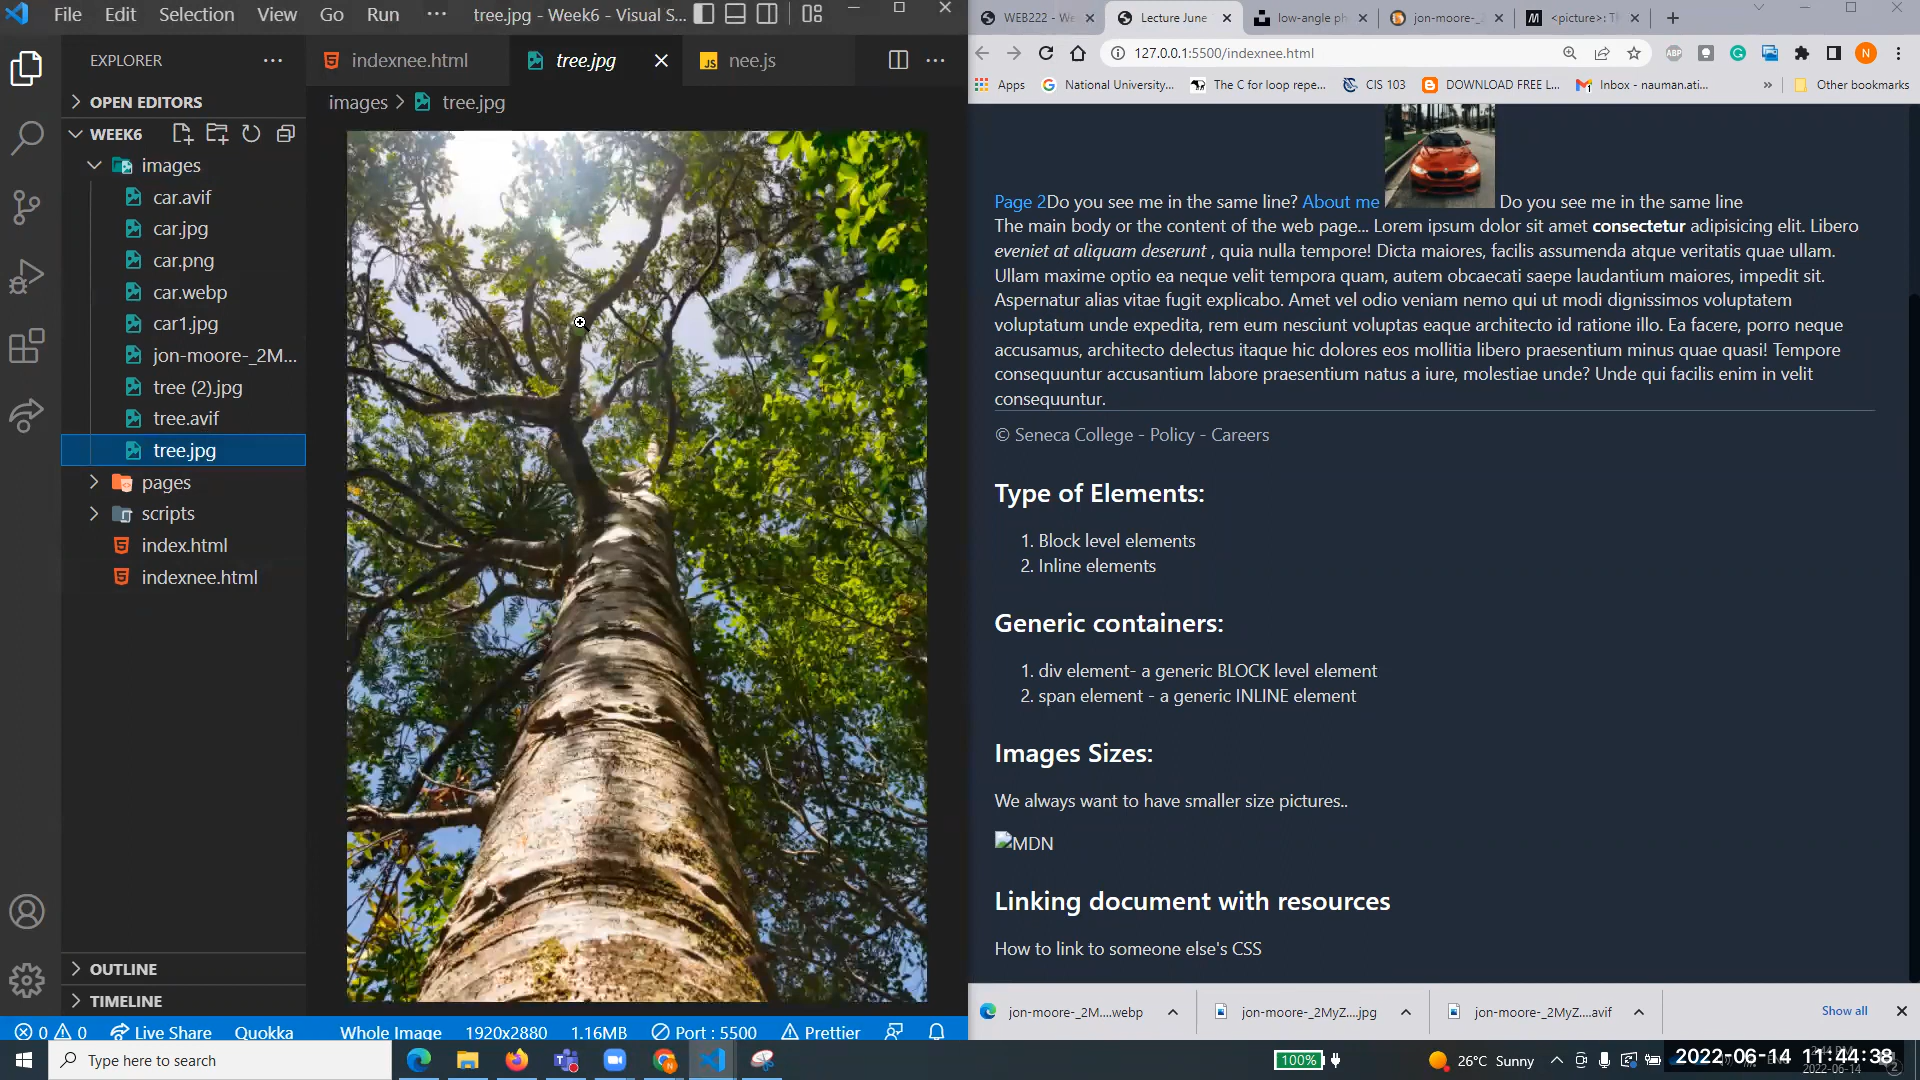 File Edit Selection View Go Run ··· tree.jpg - Week6 - Visual S...
EXPLORER ···
OPEN EDITORS
WEEK6
images
car.avif
car.jpg
car.png
car.webp
car1.jpg
jon-moore-_2M...
tree (2).jpg
tree.avif
tree.jpg
pages
scripts
index.html
indexnee.html
OUTLINE
TIMELINE
indexnee.html tree.jpg JS nee.js ···
images > tree.jpg
0 0 Live Share Quokka Whole Image 1920x2880 1.16MB Port : 5500 Prettier
WEB222 - We Lecture June low-angle ph jon-moore-_2 <picture>: Th
127.0.0.1:5500/indexnee.html
ABP N
Apps National University... The C for loop repe... CIS 103 DOWNLOAD FREE L... Inbox - nauman.ati... » Other bookmarks
Page 2Do you see me in the same line? About me Do you see me in the same line
The main body or the content of the web page... Lorem ipsum dolor sit amet consectetur adipisicing elit. Libero
eveniet at aliquam deserunt , quia nulla tempore! Dicta maiores, facilis assumenda atque veritatis quae ullam.
Ullam maxime optio ea neque velit tempora quam, autem obcaecati saepe laudantium maiores, impedit sit.
Aspernatur alias vitae fugit explicabo. Amet vel odio veniam nemo qui ut modi dignissimos voluptatem
voluptatum unde expedita, rem eum nesciunt voluptas eaque architecto id ratione illo. Ea facere, porro neque
accusamus, architecto delectus itaque hic dolores eos mollitia libero praesentium minus quae quasi! Tempore
consequuntur accusantium labore praesentium natus a iure, molestiae unde? Unde qui facilis enim in velit
consequuntur.
© Seneca College - Policy - Careers
Type of Elements:
1. Block level elements
2. Inline elements
Generic containers:
1. div element- a generic BLOCK level element
2. span element - a generic INLINE element
Images Sizes:
We always want to have smaller size pictures..
MDN
Linking document with resources
How to link to someone else's CSS
jon-moore-_2M....webp jon-moore-_2MyZ....jpg jon-moore-_2MyZ....avif Show all
Type here to search 100% 26°C Sunny 2022-06-14 11:44:38
2022-06-14